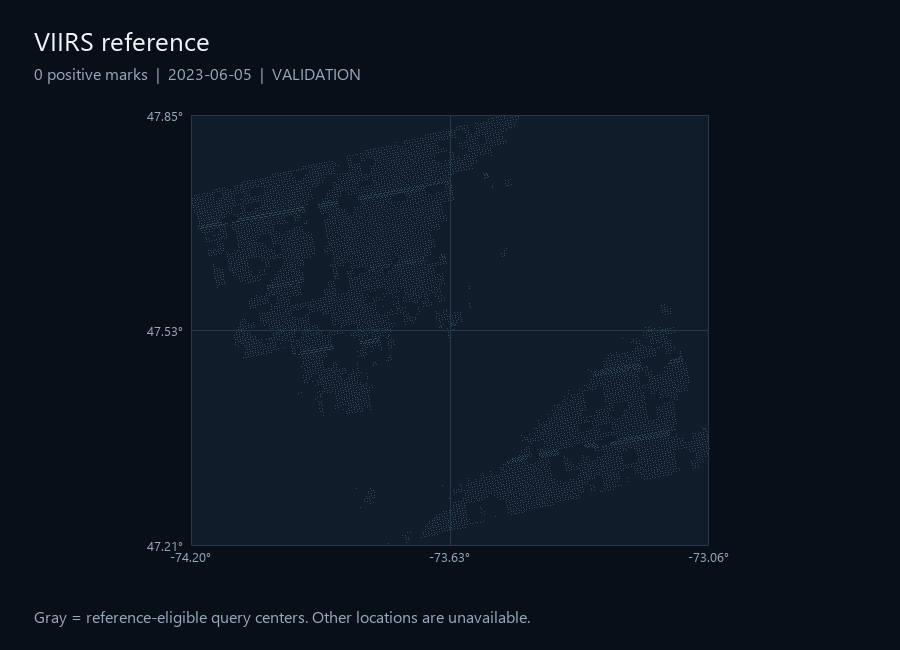 VIIRS reference
0 positive marks | 2023-06-05 | VALIDATION
47.85°
47.53°
47.21°
-74.20°
-73.63°
-73.06°
Gray = reference-eligible query centers. Other locations are unavailable.